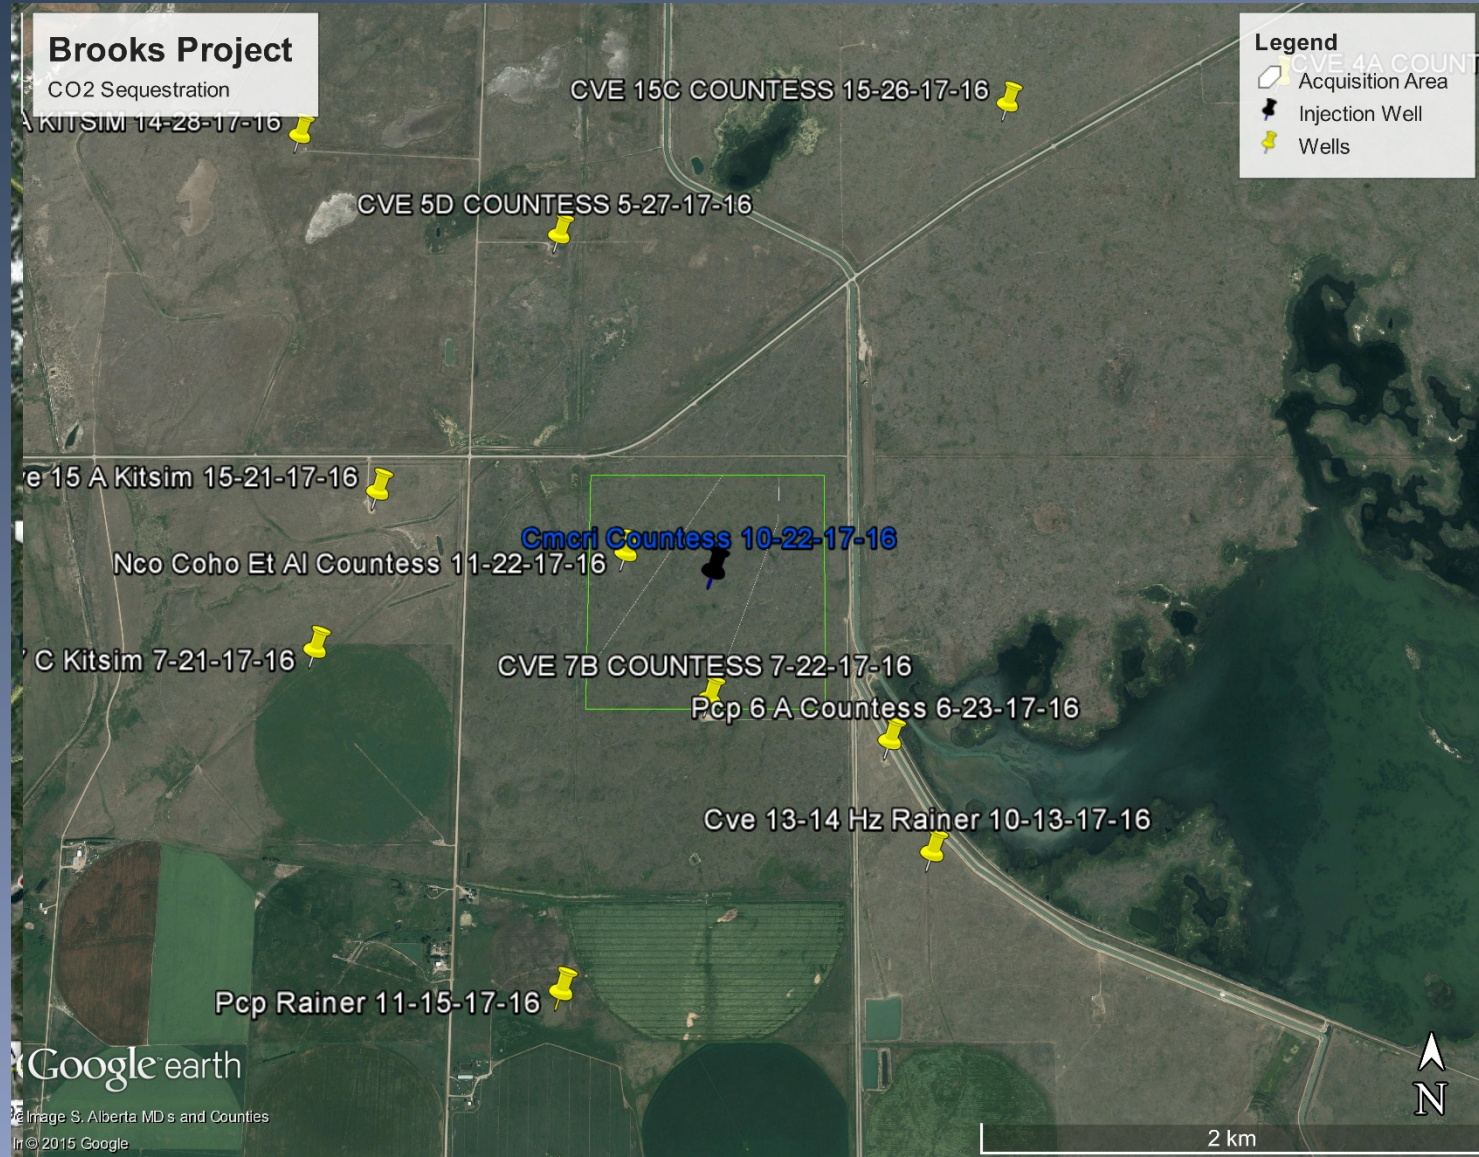 Brooks Project
CO2 Sequestration
Legend
Acquisition Area
Injection Well
Wells
CVE 4A COUNT
CVE 15C COUNTESS 15-26-17-16
A KITSIM 14-28-17-16
CVE 5D COUNTESS 5-27-17-16
e 15 A Kitsim 15-21-17-16
Cmcri Countess 10-22-17-16
Nco Coho Et Al Countess 11-22-17-16
C Kitsim 7-21-17-16
CVE 7B COUNTESS 7-22-17-16
Pcp 6 A Countess 6-23-17-16
Cve 13-14 Hz Rainer 10-13-17-16
Pcp Rainer 11-15-17-16
Google earth
Image S. Alberta MD s and Counties
© 2015 Google
N
2 km